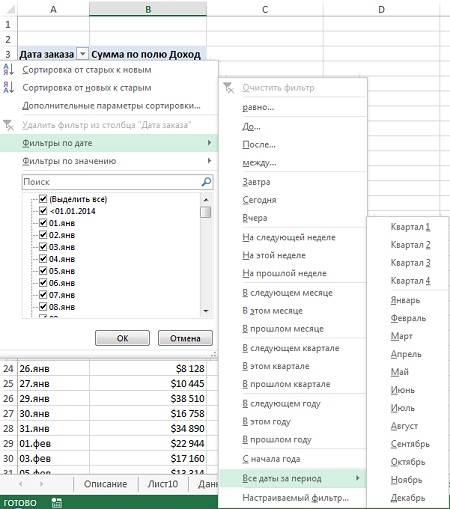 A B C D
1
2
3 Дата заказа Сумма по полю Доход
Сортировка от старых к новым
Сортировка от новых к старым
Дополнительные параметры сортировки...
Удалить фильтр из столбца "Дата заказа"
Фильтры по дате
Фильтры по значению
Поиск
(Выделить все)
<01.01.2014
01.янв
02.янв
03.янв
04.янв
05.янв
06.янв
07.янв
08.янв
ОК Отмена
Очистить фильтр
равно...
До...
После...
между...
Завтра
Сегодня
Вчера
На следующей неделе
На этой неделе
На прошлой неделе
В следующем месяце
В этом месяце
В прошлом месяце
В следующем квартале
В этом квартале
В прошлом квартале
В следующем году
В этом году
В прошлом году
С начала года
Все даты за период
Настраиваемый фильтр...
Квартал 1
Квартал 2
Квартал 3
Квартал 4
Январь
Февраль
Март
Апрель
Май
Июнь
Июль
Август
Сентябрь
Октябрь
Ноябрь
Декабрь
24 26.янв $8 128
25 27.янв $10 445
26 29.янв $38 510
27 30.янв $16 758
28 31.янв $34 890
29 01.фев $22 944
30 03.фев $17 160
31 05.фев $13 314
Описание Лист10 Данн
ГОТОВО